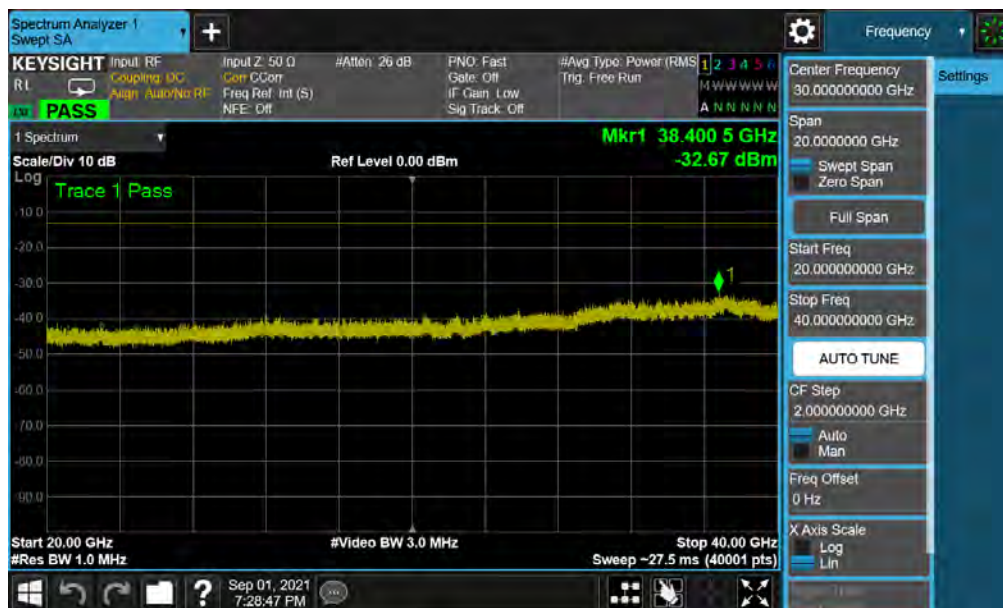 Spectrum Analyzer 1
Swept SA
Frequency
KEYSIGHT
RL
PASS
Input: RF
Coupling: DC
Align: Auto/No RF
Input Z: 50 Ω
Corr CCorr
Freq Ref: Int (S)
NFE: Off
#Atten: 26 dB
PNO: Fast
Gate: Off
IF Gain: Low
Sig Track: Off
#Avg Type: Power (RMS
Trig: Free Run
1 2 3 4 5 6
M W W W W W
A N N N N N
1 Spectrum
Mkr1 38.400 5 GHz
Scale/Div 10 dB
Ref Level 0.00 dBm
-32.67 dBm
Log
Trace 1 Pass
1
-10.0
-20.0
-30.0
-40.0
-50.0
-60.0
-70.0
-80.0
-90.0
Start 20.00 GHz
#Video BW 3.0 MHz
Stop 40.00 GHz
#Res BW 1.0 MHz
Sweep ~27.5 ms (40001 pts)
?
Sep 01, 2021
7:28:47 PM
Center Frequency
30.000000000 GHz
Settings
Span
20.0000000 GHz
Swept Span
Zero Span
Full Span
Start Freq
20.000000000 GHz
Stop Freq
40.000000000 GHz
AUTO TUNE
CF Step
2.000000000 GHz
Auto
Man
Freq Offset
0 Hz
X Axis Scale
Log
Lin